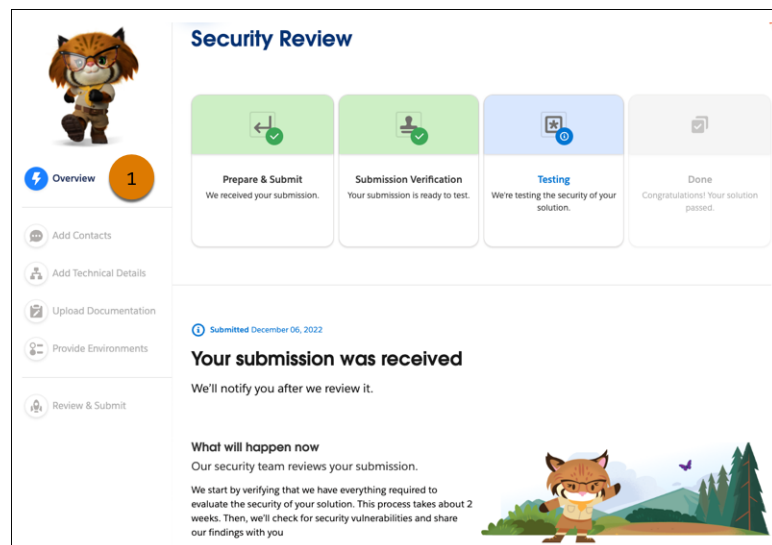 Security Review
Overview
1
Add Contacts
Add Technical Details
Upload Documentation
Provide Environments
Review & Submit
Prepare & Submit
We received your submission.
Submission Verification
Your submission is ready to test.
Testing
We're testing the security of your
solution.
Done
Congratulations! Your solution
passed.
Submitted December 06, 2022
Your submission was received
We'll notify you after we review it.
What will happen now
Our security team reviews your submission.
We start by verifying that we have everything required to
evaluate the security of your solution. This process takes about 2
weeks. Then, we'll check for security vulnerabilities and share
our findings with you